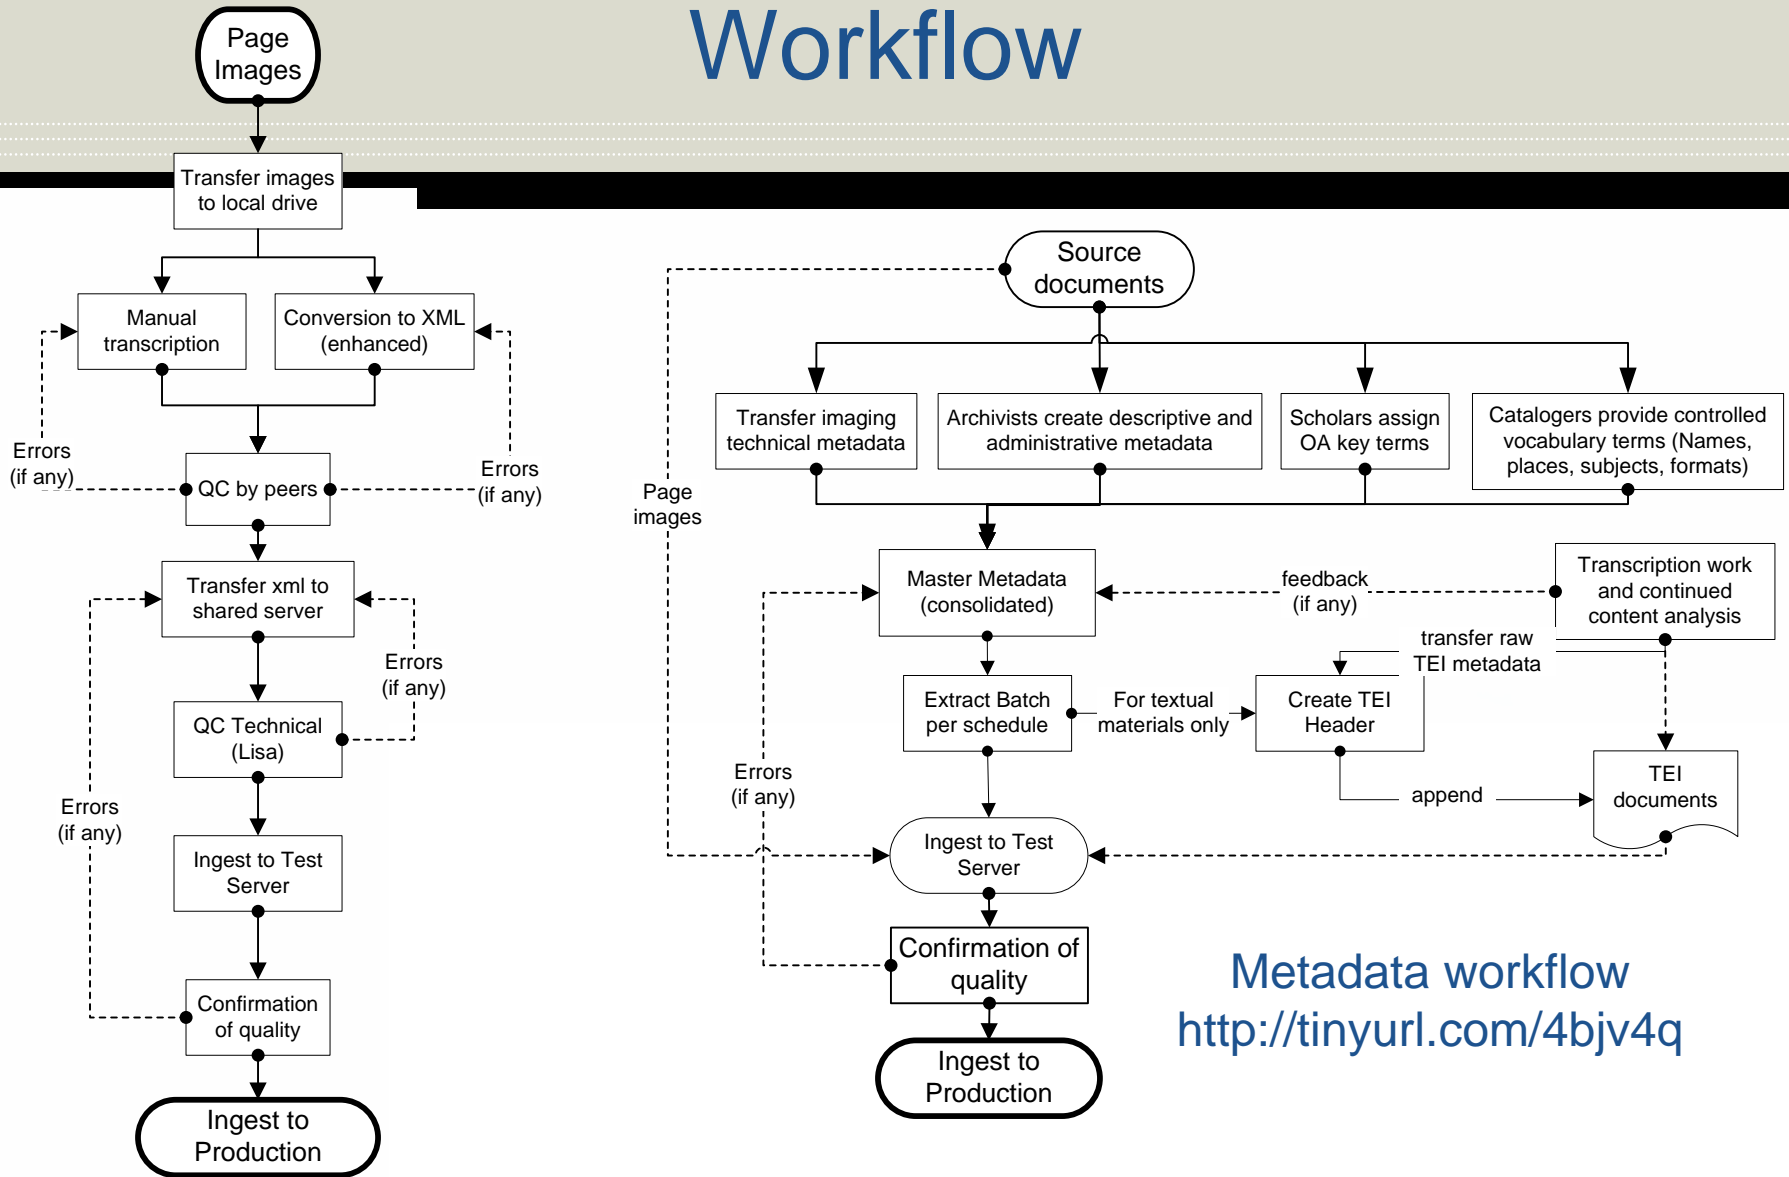 Workflow
Page
Images
Transfer images
to local drive
Manual
transcription
Conversion to XML
(enhanced)
Errors
(if any)
QC by peers
Errors
(if any)
Transfer xml to
shared server
Errors
(if any)
QC Technical
(Lisa)
Errors
(if any)
Ingest to Test
Server
Confirmation
of quality
Ingest to
Production
Source
documents
Transfer imaging
technical metadata
Archivists create descriptive and
administrative metadata
Scholars assign
OA key terms
Catalogers provide controlled
vocabulary terms (Names,
places, subjects, formats)
Page
images
Master Metadata
(consolidated)
feedback
(if any)
Transcription work
and continued
content analysis
transfer raw
TEI metadata
Extract Batch
per schedule
For textual
materials only
Create TEI
Header
Errors
(if any)
append
TEI
documents
Ingest to Test
Server
Confirmation of
quality
Ingest to
Production
Metadata workflow
http://tinyurl.com/4bjv4q